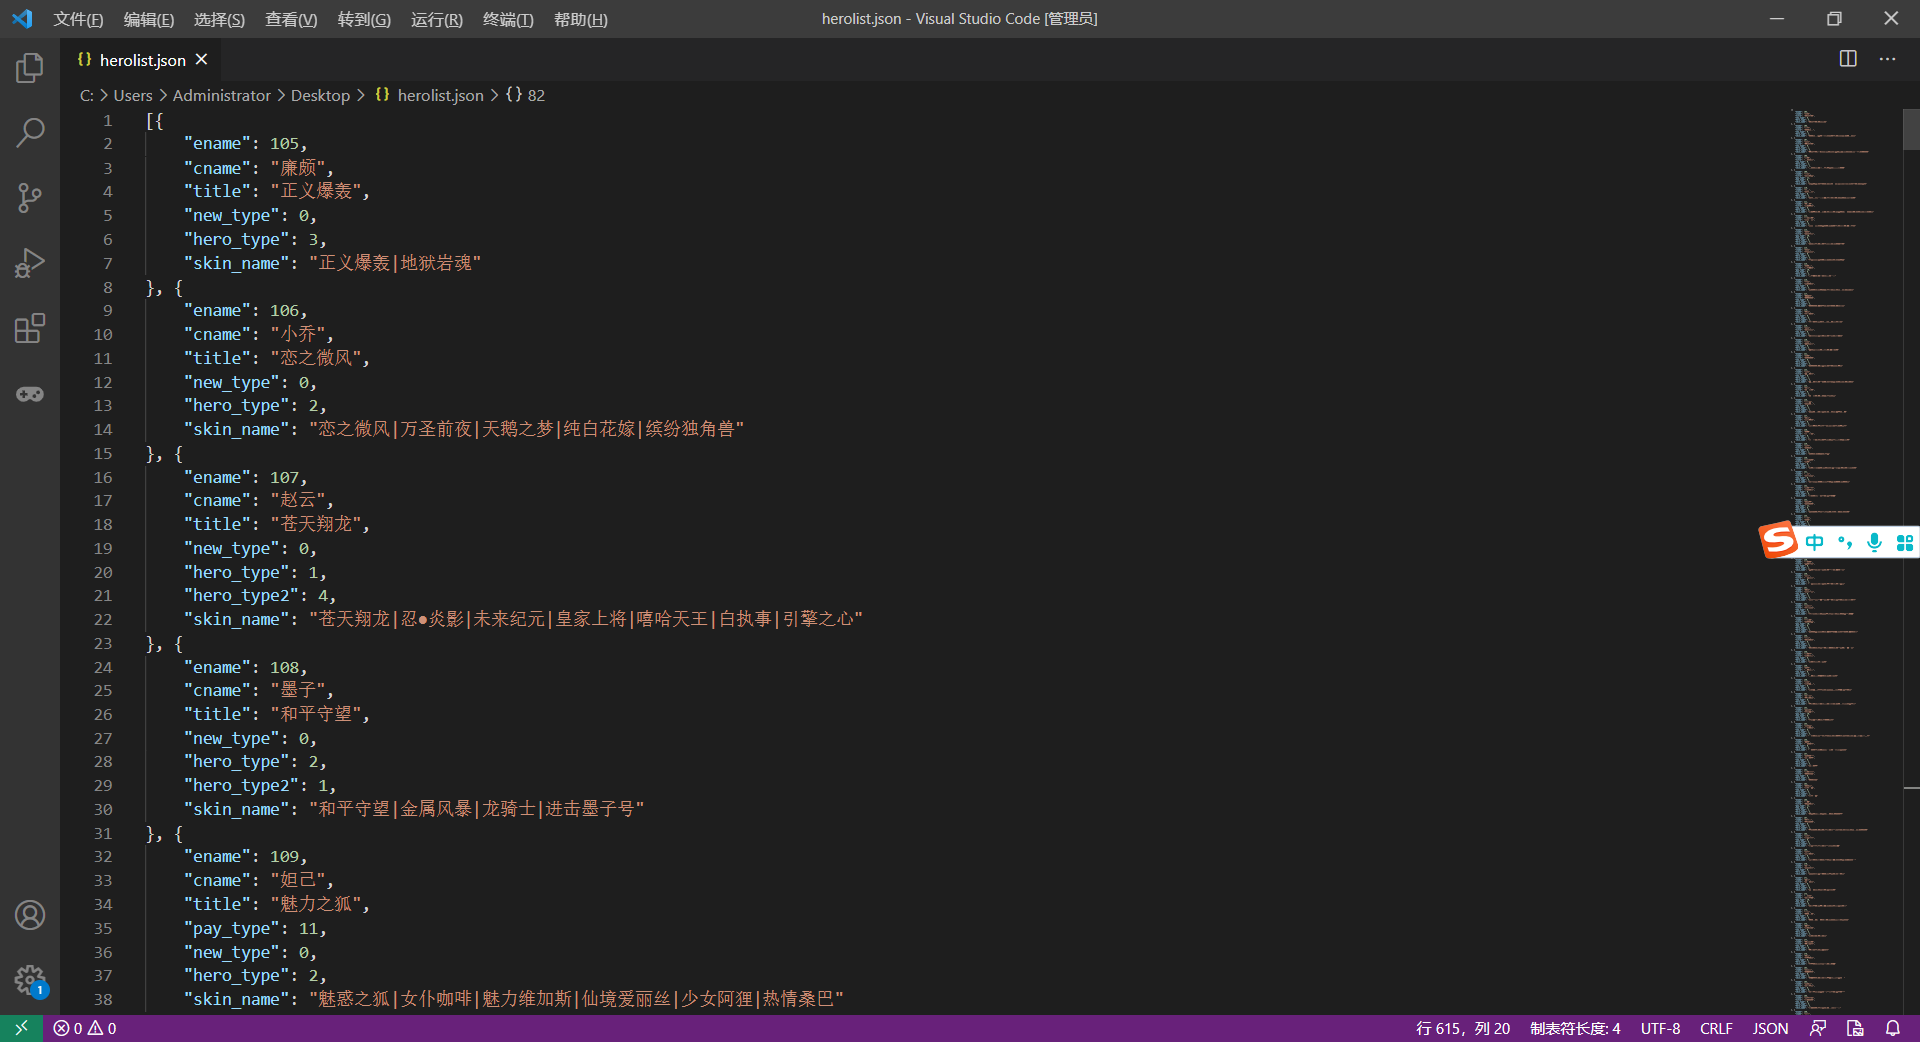 文件(F) 编辑(E) 选择(S) 查看(V) 转到(G) 运行(R) 终端(T) 帮助(H) herolist.json - Visual Studio Code [管理员]
{} herolist.json
C: > Users > Administrator > Desktop > {} herolist.json > {} 82
1 [{
2 "ename": 105,
3 "cname": "廉颇",
4 "title": "正义爆轰",
5 "new_type": 0,
6 "hero_type": 3,
7 "skin_name": "正义爆轰|地狱岩魂"
8 }, {
9 "ename": 106,
10 "cname": "小乔",
11 "title": "恋之微风",
12 "new_type": 0,
13 "hero_type": 2,
14 "skin_name": "恋之微风|万圣前夜|天鹅之梦|纯白花嫁|缤纷独角兽"
15 }, {
16 "ename": 107,
17 "cname": "赵云",
18 "title": "苍天翔龙",
19 "new_type": 0,
20 "hero_type": 1,
21 "hero_type2": 4,
22 "skin_name": "苍天翔龙|忍●炎影|未来纪元|皇家上将|嘻哈天王|白执事|引擎之心"
23 }, {
24 "ename": 108,
25 "cname": "墨子",
26 "title": "和平守望",
27 "new_type": 0,
28 "hero_type": 2,
29 "hero_type2": 1,
30 "skin_name": "和平守望|金属风暴|龙骑士|进击墨子号"
31 }, {
32 "ename": 109,
33 "cname": "妲己",
34 "title": "魅力之狐",
35 "pay_type": 11,
36 "new_type": 0,
37 "hero_type": 2,
38 "skin_name": "魅惑之狐|女仆咖啡|魅力维加斯|仙境爱丽丝|少女阿狸|热情桑巴"
中 °,
1
0 0 行 615，列 20 制表符长度: 4 UTF-8 CRLF JSON